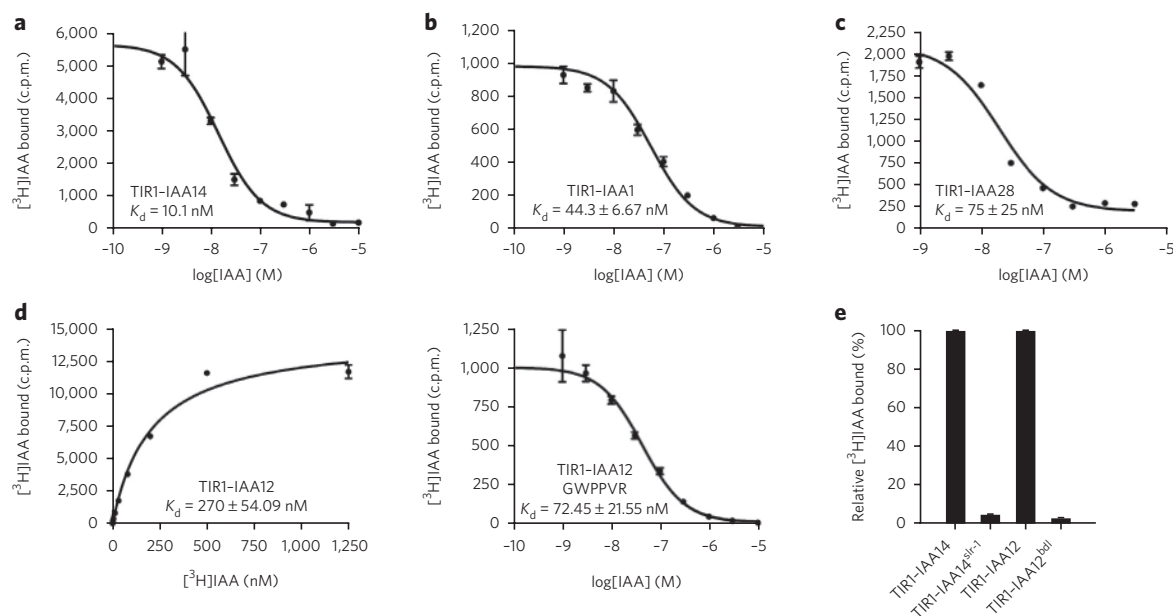 a
6,000
5,000
4,000
3,000
2,000
1,000
0
[³H]IAA bound (c.p.m.)
TIR1–IAA14
Kd = 10.1 nM
−10 −9 −8 −7 −6 −5
log[IAA] (M)
b
1,200
1,000
800
600
400
200
0
[³H]IAA bound (c.p.m.)
TIR1–IAA1
Kd = 44.3 ± 6.67 nM
−10 −9 −8 −7 −6 −5
log[IAA] (M)
c
2,250
2,000
1,750
1,500
1,250
1,000
750
500
250
0
[³H]IAA bound (c.p.m.)
TIR1–IAA28
Kd = 75 ± 25 nM
−9 −8 −7 −6 −5
log[IAA] (M)
d
15,000
12,500
10,000
7,500
5,000
2,500
0
[³H]IAA bound (c.p.m.)
TIR1–IAA12
Kd = 270 ± 54.09 nM
0 250 500 750 1,000 1,250
[³H]IAA (nM)
1,250
1,000
750
500
250
0
[³H]IAA bound (c.p.m.)
TIR1–IAA12
GWPPVR
Kd = 72.45 ± 21.55 nM
−10 −9 −8 −7 −6 −5
log[IAA] (M)
e
100
80
60
40
20
0
Relative [³H]IAA bound (%)
TIR1–IAA14
TIR1–IAA14slr-1
TIR1–IAA12
TIR1–IAA12bdl